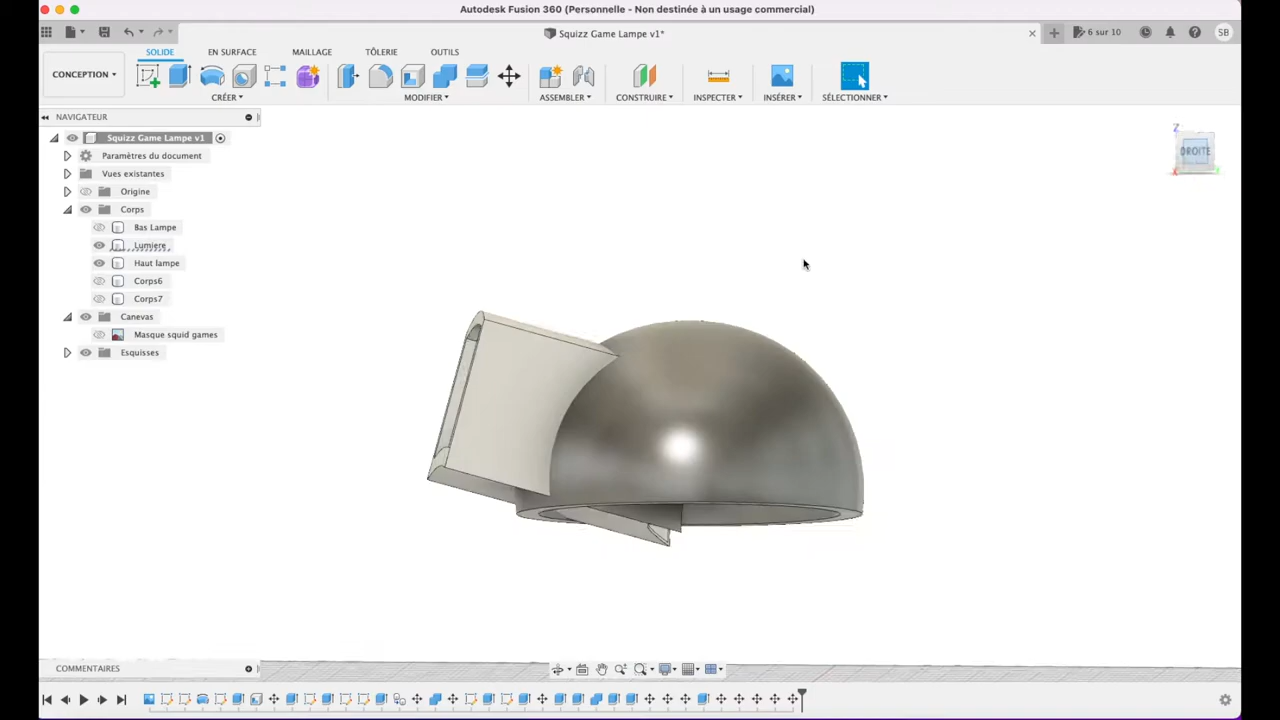 Autodesk Fusion 360 (Personnelle - Non destinée à un usage commercial)
Squizz Game Lampe v1*
6 sur 10
SB
CONCEPTION
SOLIDE
EN SURFACE
MAILLAGE
TÔLERIE
OUTILS
CRÉER
MODIFIER
ASSEMBLER
CONSTRUIRE
INSPECTER
INSÉRER
SÉLECTIONNER
NAVIGATEUR
Squizz Game Lampe v1
Paramètres du document
Vues existantes
Origine
Corps
Bas Lampe
Lumiere
Haut lampe
Corps6
Corps7
Canevas
Masque squid games
Esquisses
Z
DROITE
X
Y
COMMENTAIRES